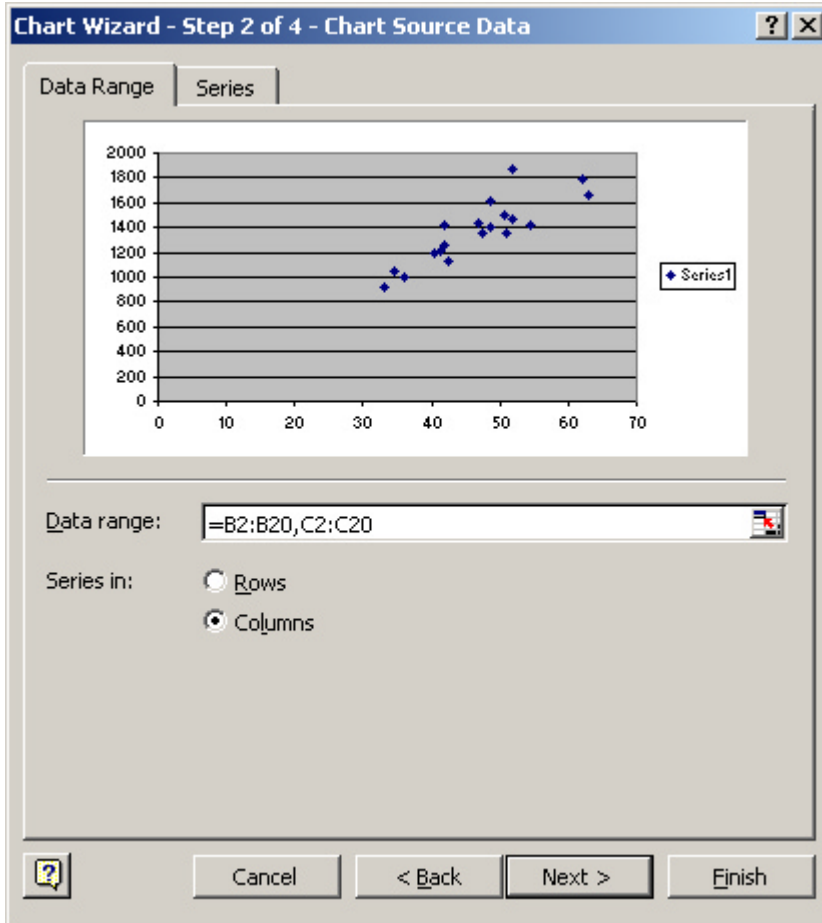 Chart Wizard - Step 2 of 4 - Chart Source Data ? ×
Data Range Series
2000
1800
1600
1400
1200
1000
800
600
400
200
0
0 10 20 30 40 50 60 70
Series1
Data range: =B2:B20,C2:C20
Series in: Rows
Columns
? Cancel < Back Next > Finish